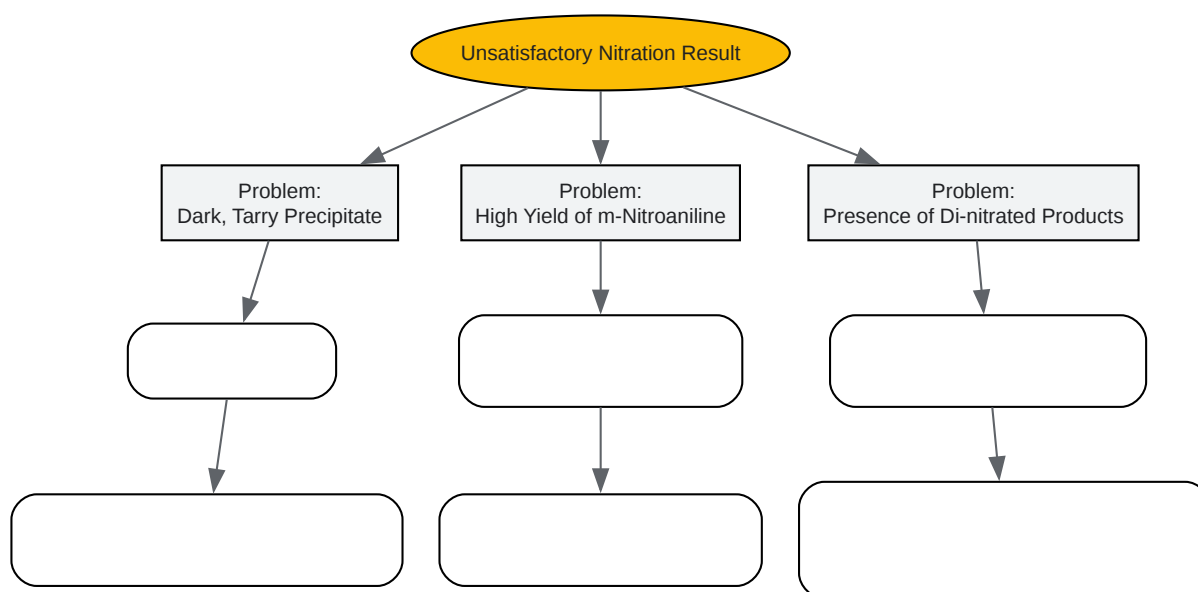 Unsatisfactory Nitration Result
Problem:
Dark, Tarry Precipitate
Problem:
High Yield of m-Nitroaniline
Problem:
Presence of Di-nitrated Products